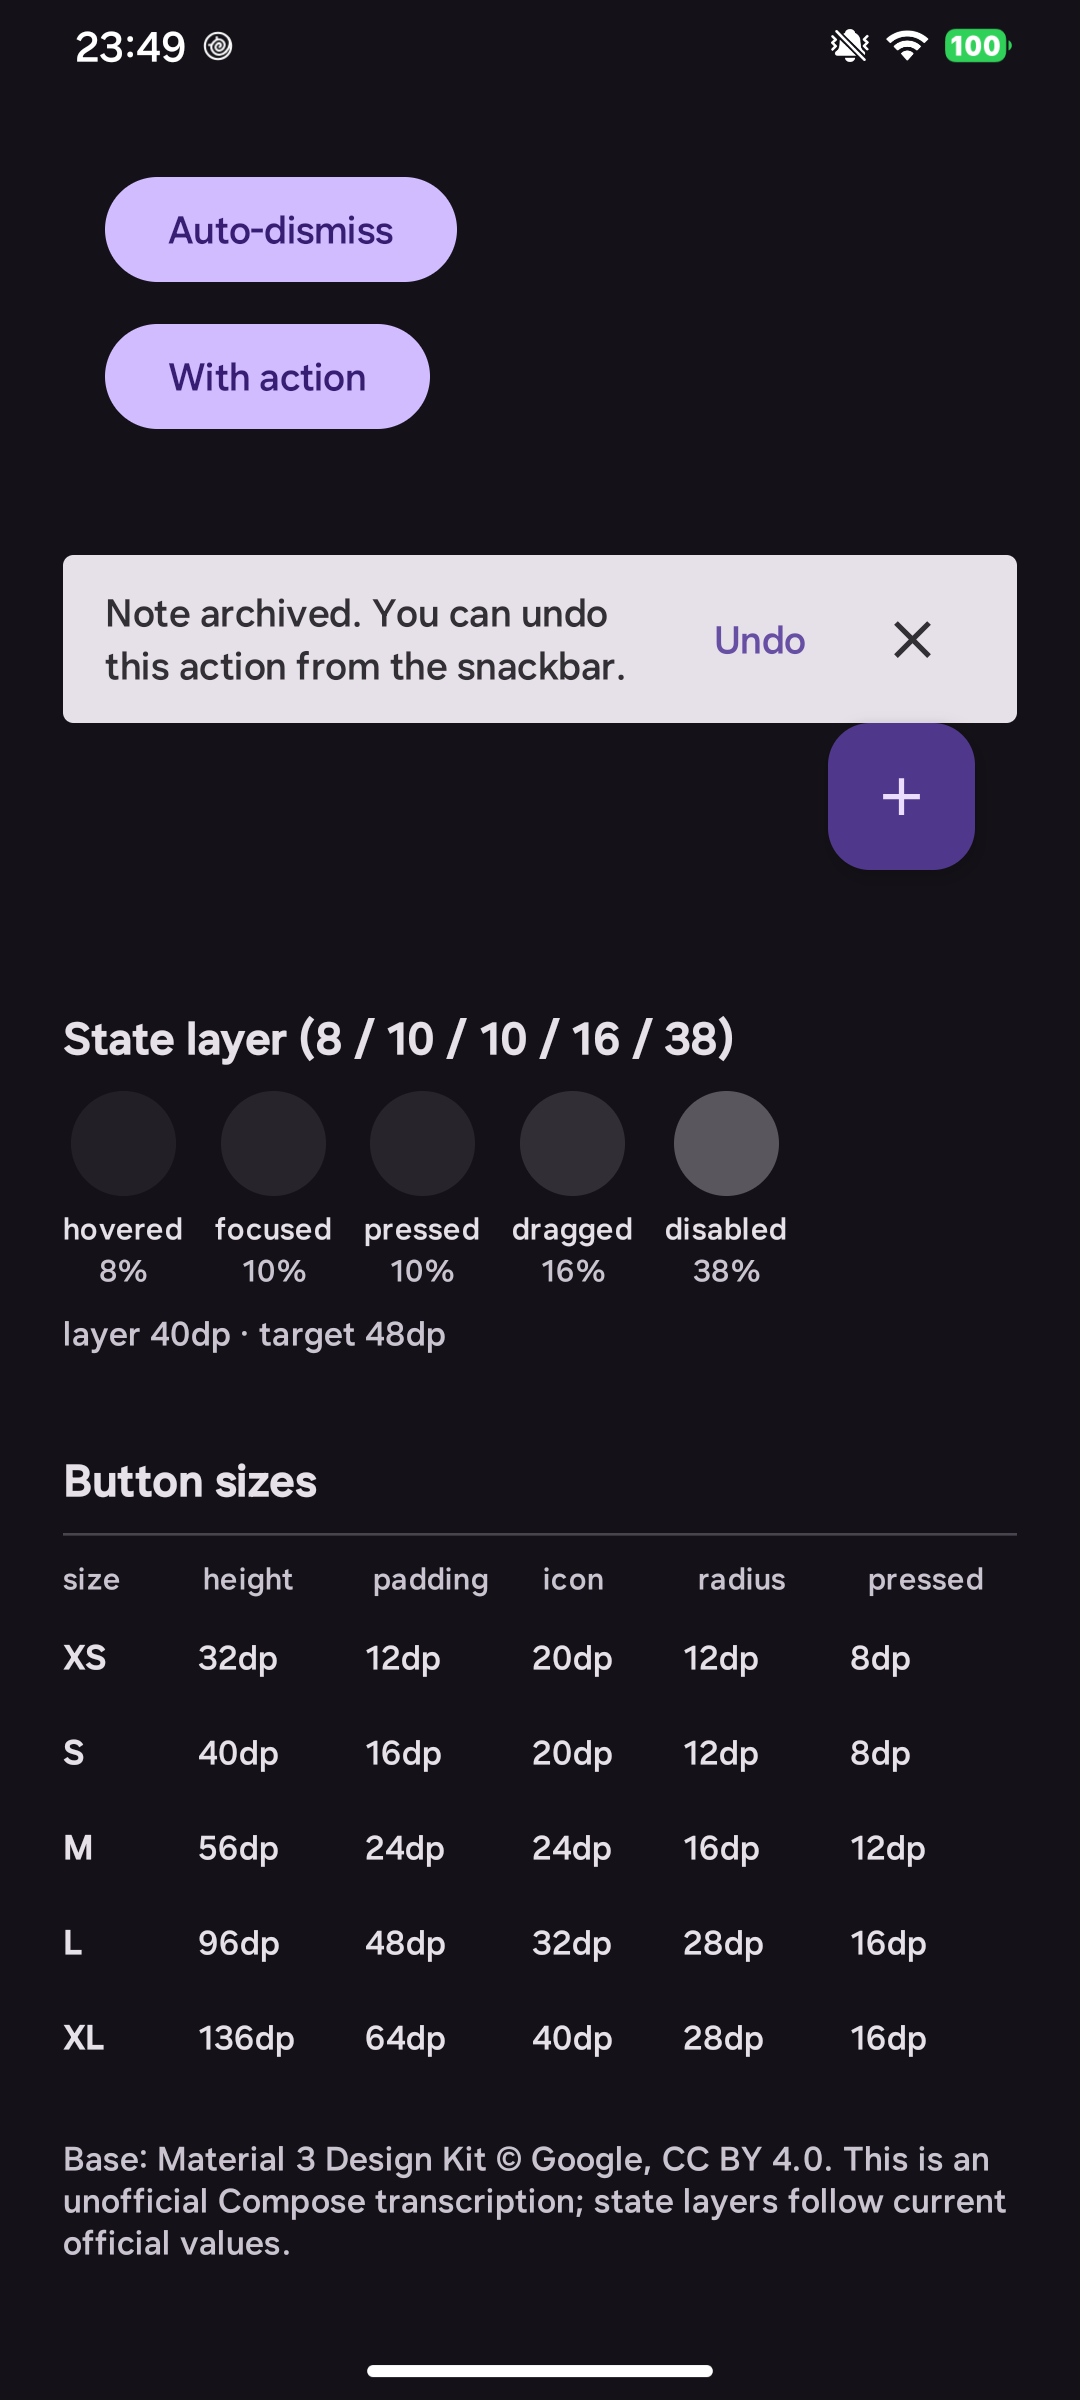 23:49
100
Auto-dismiss
With action
Note archived. You can undo
this action from the snackbar.
Undo
State layer (8 / 10 / 10 / 16 / 38)
hovered focused pressed dragged disabled
8% 10% 10% 16% 38%
layer 40dp · target 48dp
Button sizes
size height padding icon radius pressed
XS 32dp 12dp 20dp 12dp 8dp
S 40dp 16dp 20dp 12dp 8dp
M 56dp 24dp 24dp 16dp 12dp
L 96dp 48dp 32dp 28dp 16dp
XL 136dp 64dp 40dp 28dp 16dp
Base: Material 3 Design Kit © Google, CC BY 4.0. This is an
unofficial Compose transcription; state layers follow current
official values.